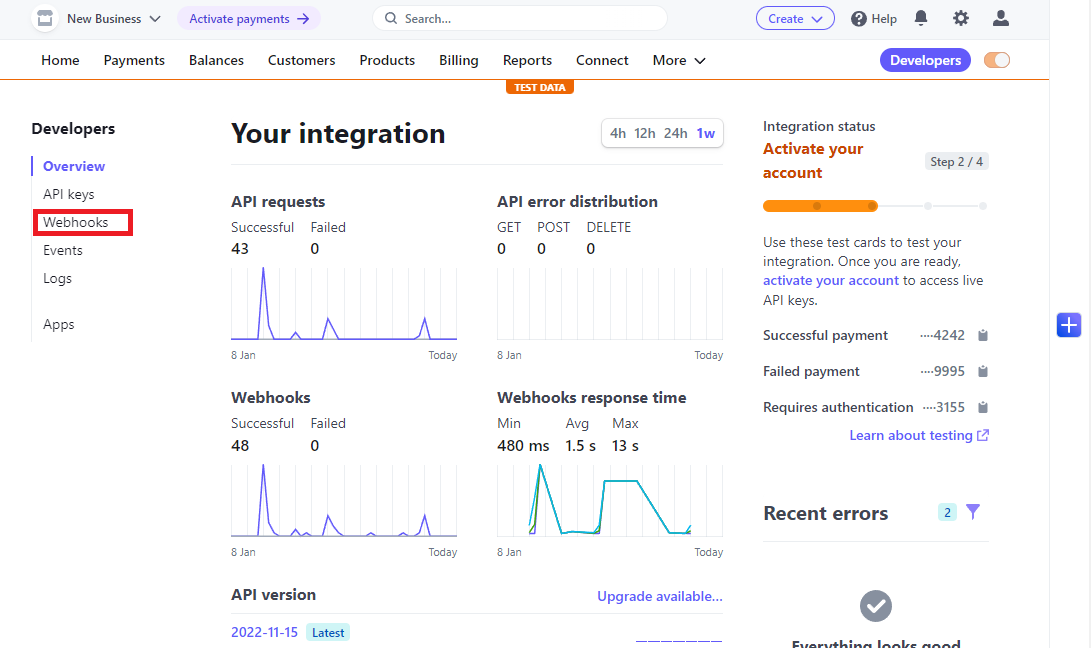 New Business
Activate payments →
Search...
Create
Help
Home
Payments
Balances
Customers
Products
Billing
Reports
Connect
More
Developers
TEST DATA
Developers
Overview
API keys
Webhooks
Events
Logs
Apps
Your integration
4h 12h 24h 1w
API requests
Successful Failed
43 0
8 Jan Today
API error distribution
GET POST DELETE
0 0 0
8 Jan Today
Webhooks
Successful Failed
48 0
8 Jan Today
Webhooks response time
Min Avg Max
480 ms 1.5 s 13 s
8 Jan Today
API version
Upgrade available...
2022-11-15 Latest
Integration status
Activate your
account
Step 2 / 4
Use these test cards to test your
integration. Once you are ready,
activate your account to access live
API keys.
Successful payment ····4242
Failed payment ····9995
Requires authentication ····3155
Learn about testing
Recent errors
2
Everything looks good